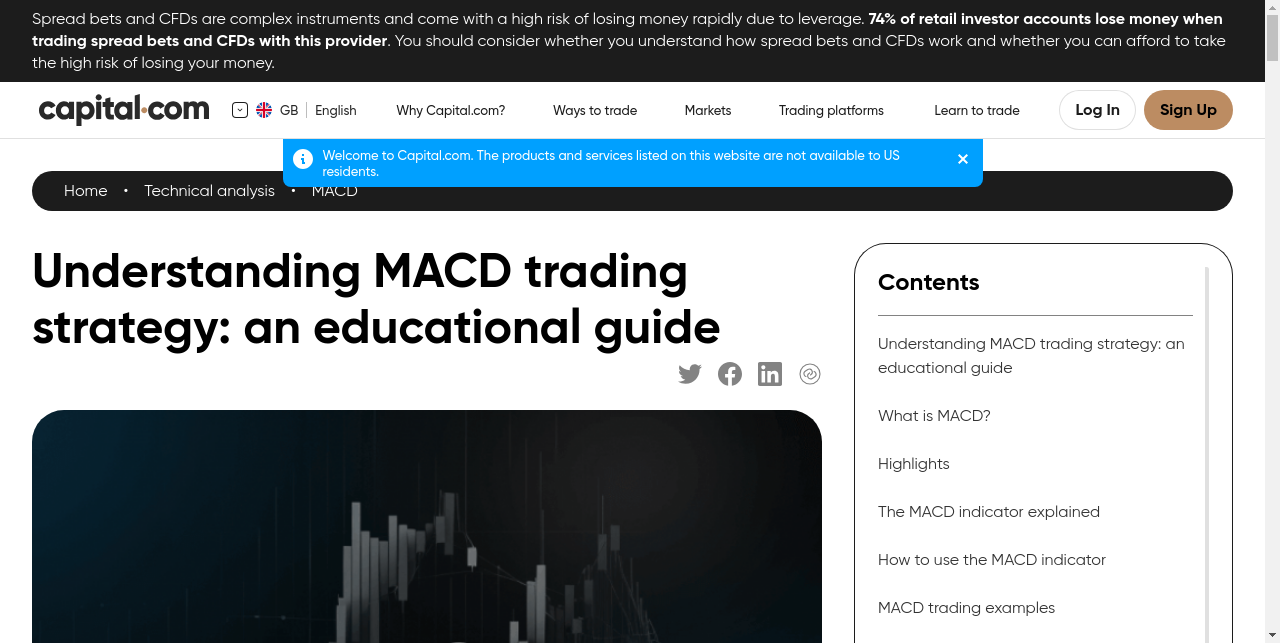 Spread bets and CFDs are complex instruments and come with a high risk of losing money rapidly due to leverage. 74% of retail investor accounts lose money when
trading spread bets and CFDs with this provider. You should consider whether you understand how spread bets and CFDs work and whether you can afford to take
the high risk of losing your money.
capital.com
GB
English
Why Capital.com?
Ways to trade
Markets
Trading platforms
Learn to trade
Log In
Sign Up
Welcome to Capital.com. The products and services listed on this website are not available to US
residents.
Home • Technical analysis • MACD
Understanding MACD trading
strategy: an educational guide
Contents
Understanding MACD trading strategy: an
educational guide
What is MACD?
Highlights
The MACD indicator explained
How to use the MACD indicator
MACD trading examples